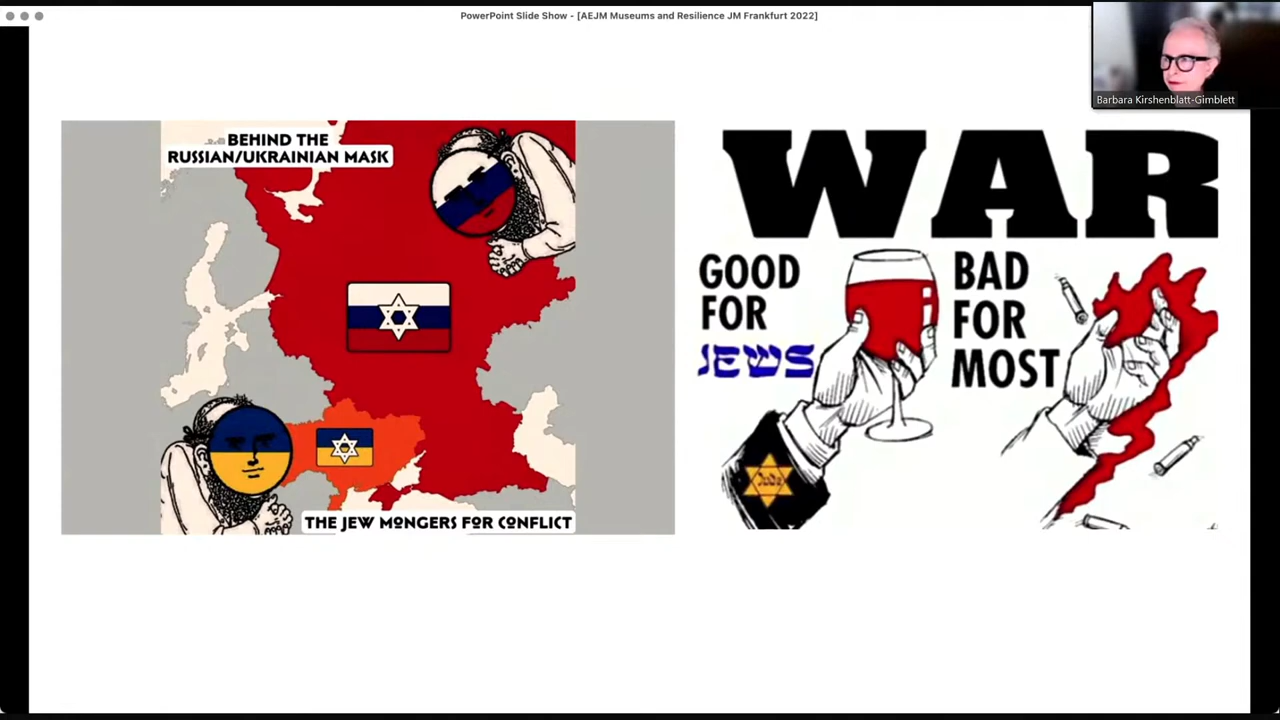 PowerPoint Slide Show - [AEJM Museums and Resilience JM Frankfurt 2022]
Barbara Kirshenblatt-Gimblett
BEHIND THE
RUSSIAN/UKRAINIAN MASK
THE JEW MONGERS FOR CONFLICT
WAR
GOOD
FOR
JEWS
BAD
FOR
MOST
Jude